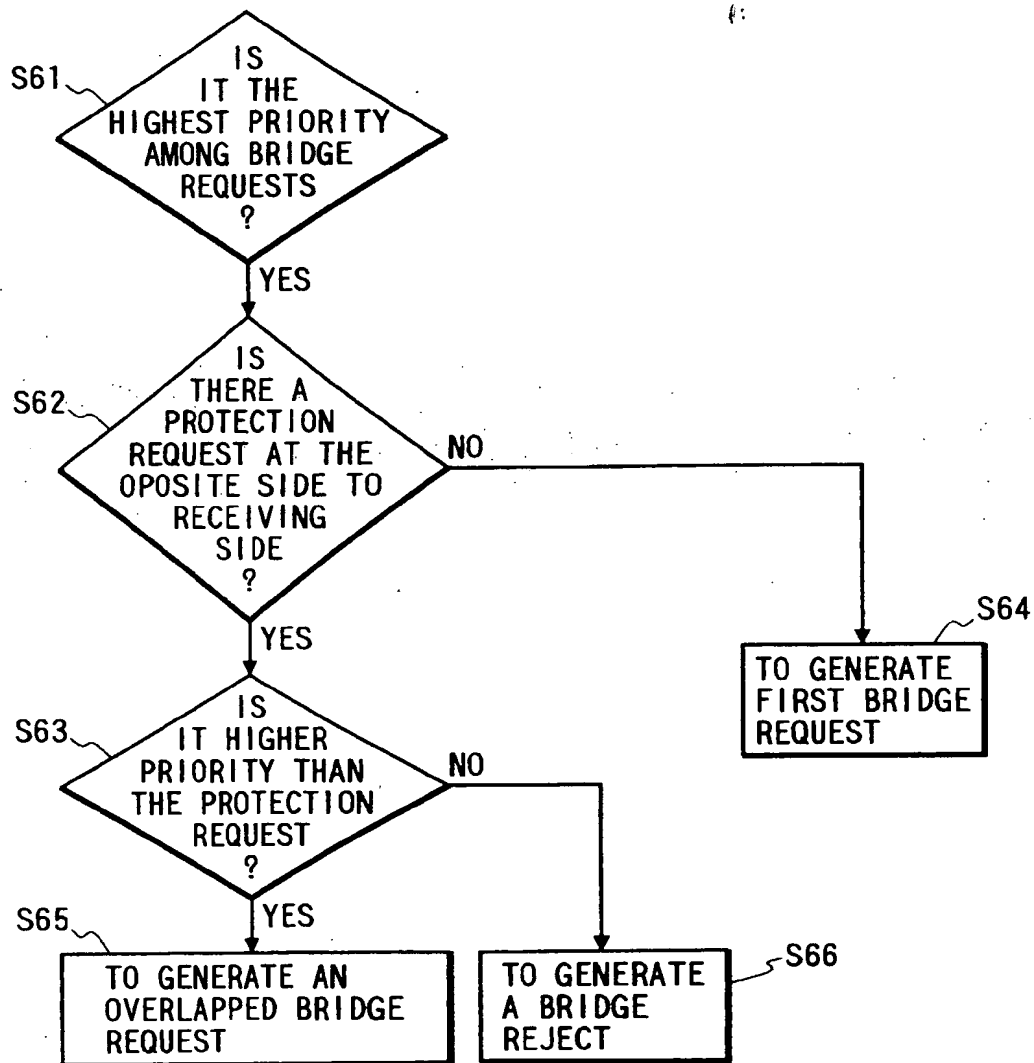 S61
IS
IT THE
HIGHEST PRIORITY
AMONG BRIDGE
REQUESTS
?
YES
S62
IS
THERE A
PROTECTION
REQUEST AT THE
OPOSITE SIDE TO
RECEIVING
SIDE
?
NO
YES
S64
TO GENERATE
FIRST BRIDGE
REQUEST
S63
IS
IT HIGHER
PRIORITY THAN
THE PROTECTION
REQUEST
?
NO
YES
S65
TO GENERATE AN
OVERLAPPED BRIDGE
REQUEST
S66
TO GENERATE
A BRIDGE
REJECT